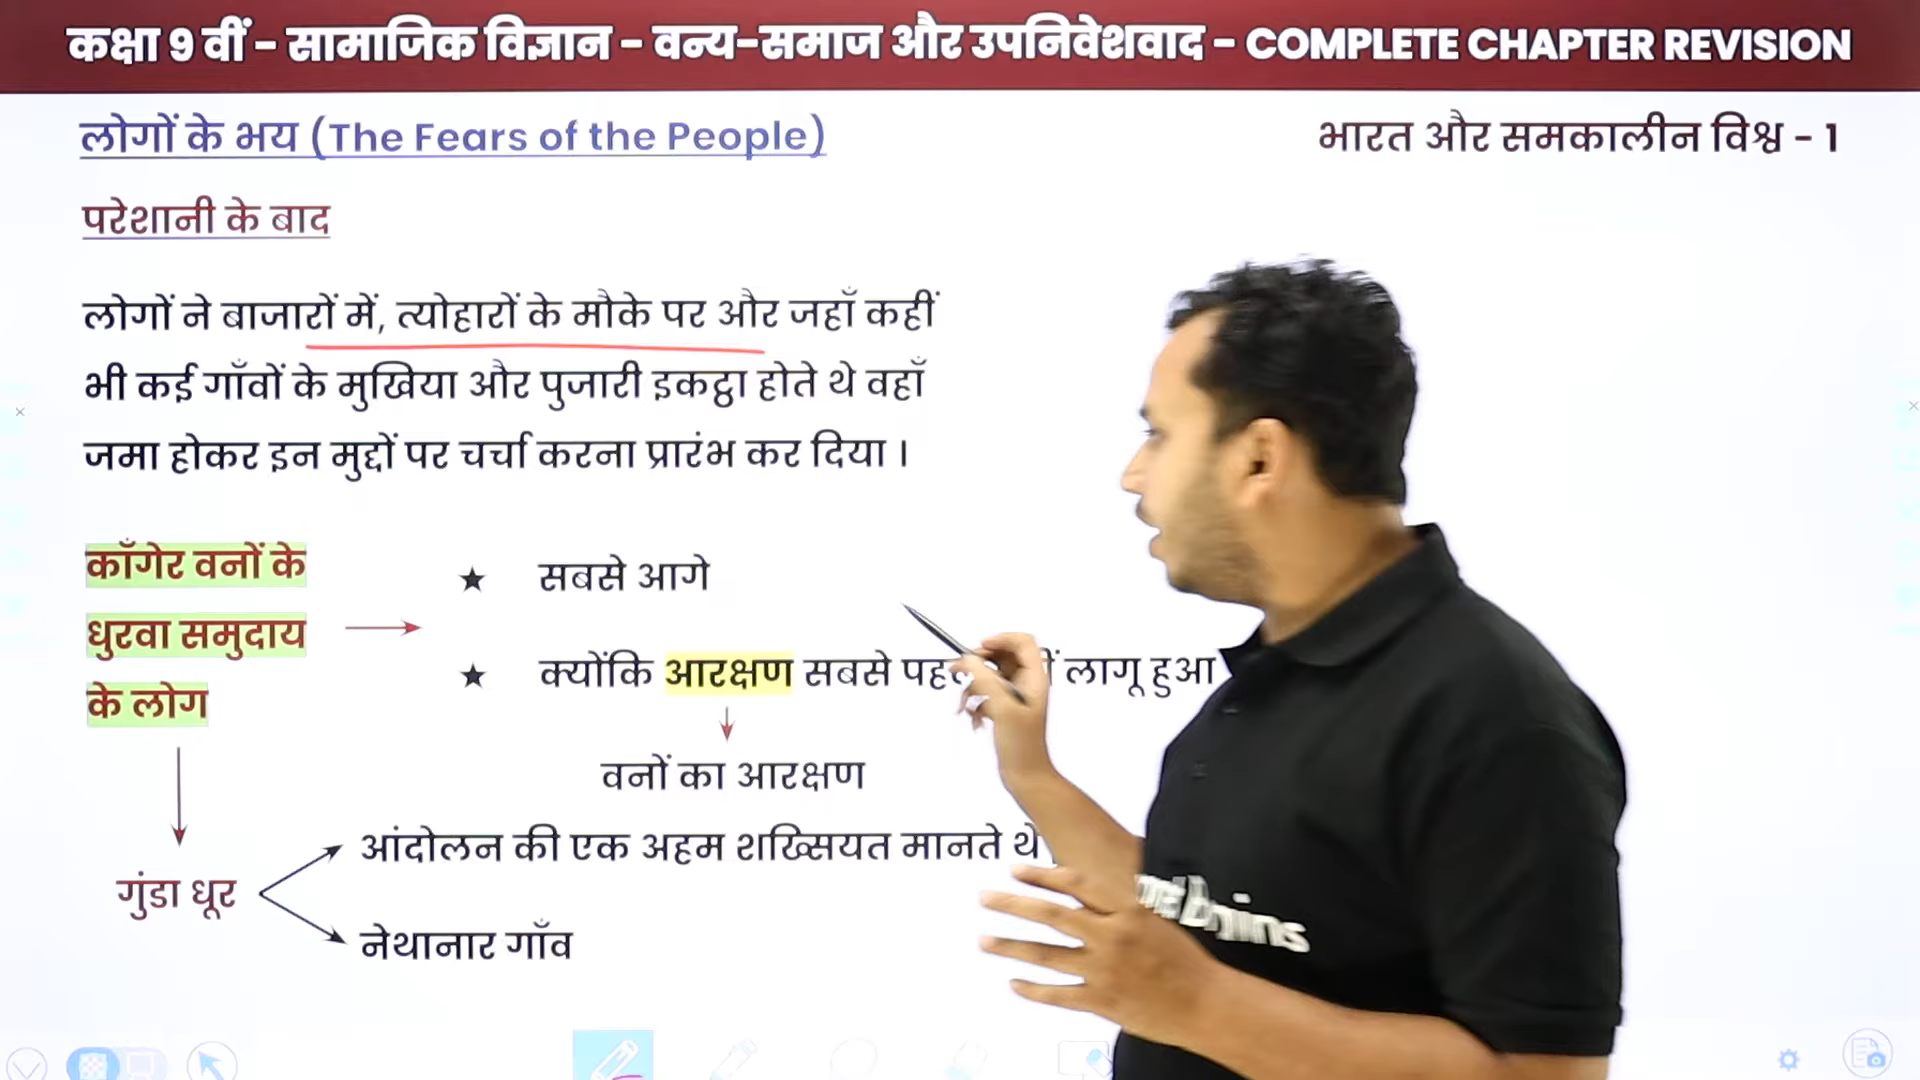 कक्षा 9 वीं - सामाजिक विज्ञान - वन्य-समाज और उपनिवेशवाद - COMPLETE CHAPTER REVISION
लोगों के भय (The Fears of the People)
भारत और समकालीन विश्व - 1
परेशानी के बाद
लोगों ने बाजारों में, त्योहारों के मौके पर और जहाँ कहीं
भी कई गाँवों के मुखिया और पुजारी इकट्ठा होते थे वहाँ
जमा होकर इन मुद्दों पर चर्चा करना प्रारंभ कर दिया ।
काँगेर वनों के
धुरवा समुदाय
के लोग
★ सबसे आगे
★ क्योंकि आरक्षण सबसे लागू हुआ
वनों का आरक्षण
गुंडा धूर
आंदोलन की एक अहम शख्सियत मानते थे
नेथानार गाँव